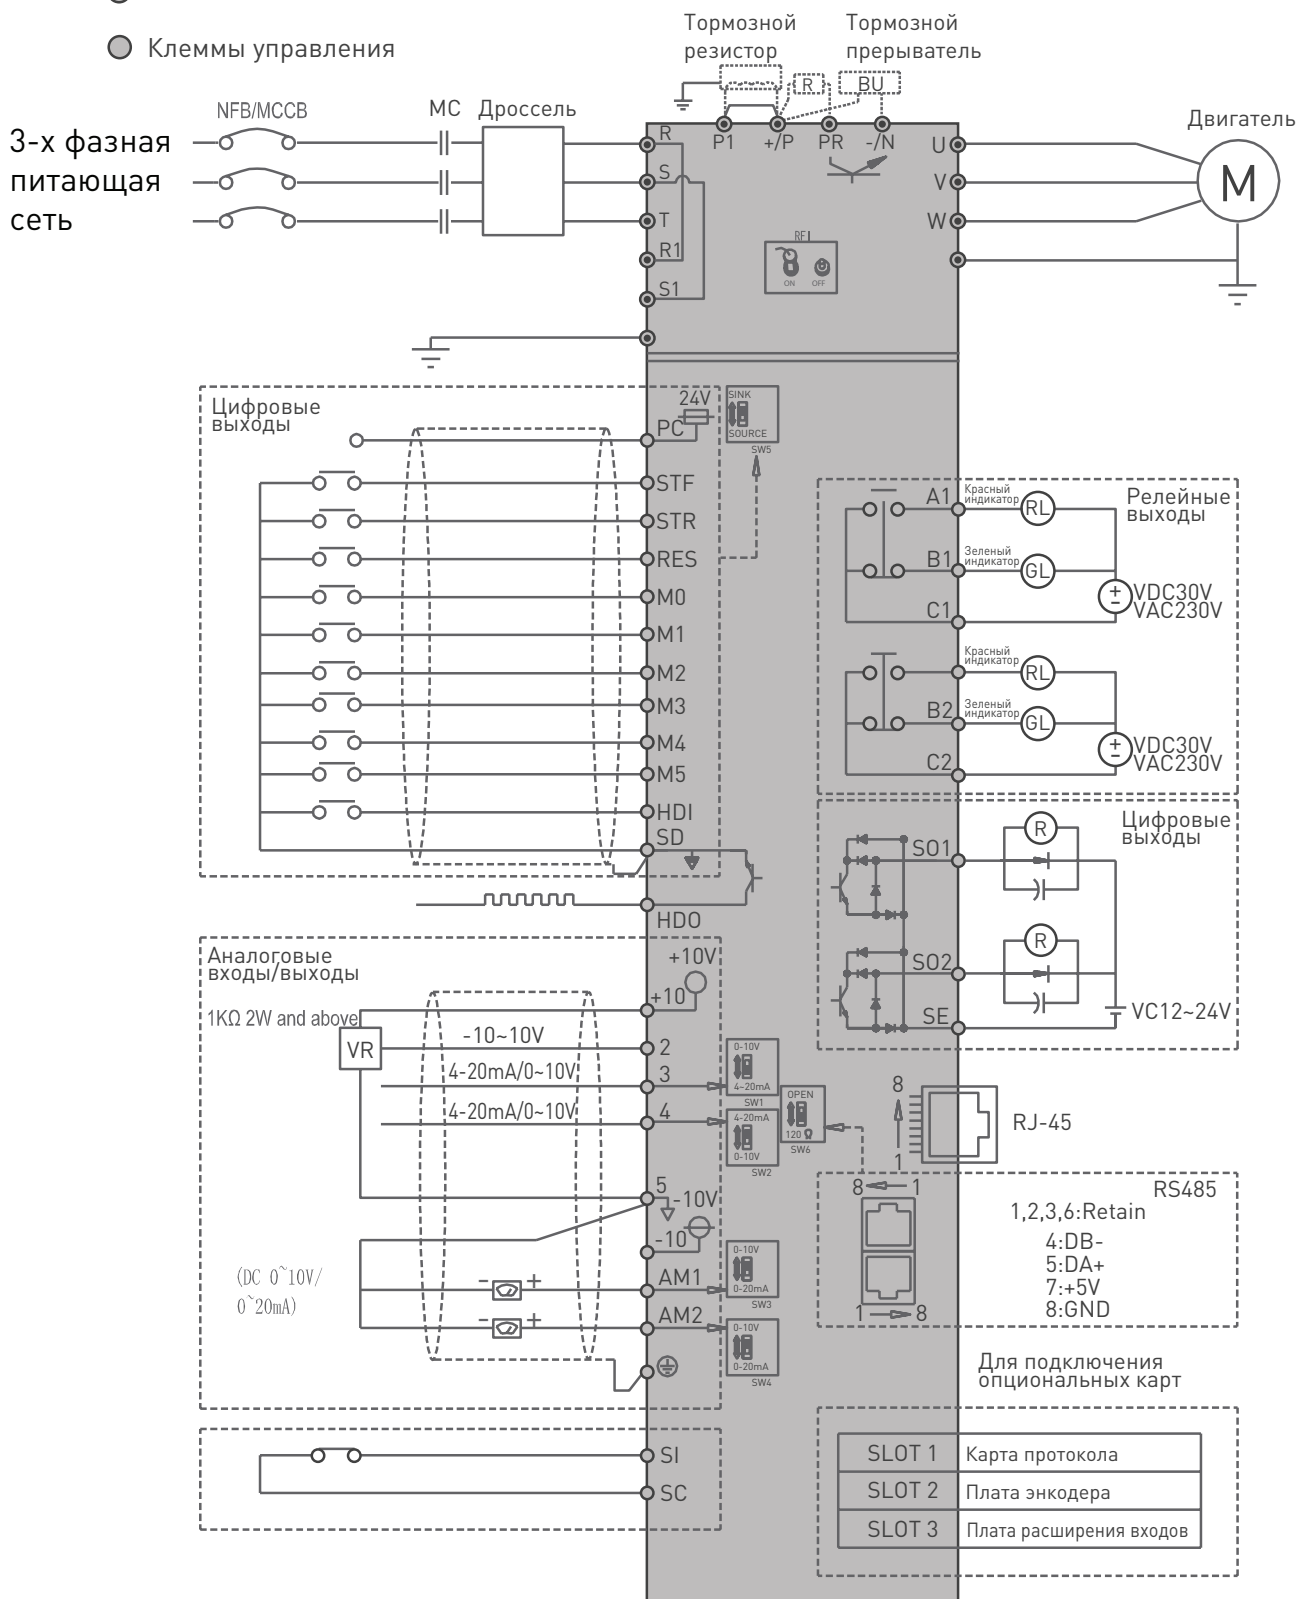 Клеммы управления
Тормозной
резистор
Тормозной
прерыватель
R
BU
NFB/MCCB
MC
Дроссель
3-х фазная
питающая
сеть
Двигатель
M
R
S
T
R1
S1
P1
+/P
PR
-/N
U
V
W
RFI
ON
OFF
Цифровые
выходы
24V
PC
STF
STR
RES
M0
M1
M2
M3
M4
M5
HDI
SD
HDO
SINK
SOURCE
SW5
Релейные
выходы
A1
Красный
индикатор
RL
B1
Зеленый
индикатор
GL
C1
+
-
VDC30V
VAC230V
Красный
индикатор
RL
B2
Зеленый
индикатор
GL
C2
+
-
VDC30V
VAC230V
Цифровые
выходы
SO1
R
SO2
R
SE
VC12~24V
Аналоговые
входы/выходы
+10V
+10
1KΩ 2W and above
VR
-10~10V
2
4-20mA/0~10V
3
4-20mA/0~10V
4
5
-10V
-10
(DC 0~10V/
0~20mA)
- +
AM1
- +
AM2
0-10V
4~20mA
SW1
4-20mA
0-10V
SW2
OPEN
120 Ω
SW6
0-10V
0-20mA
SW3
0-10V
0-20mA
SW4
8
1
RJ-45
RS485
8
1
1
8
1,2,3,6:Retain
4:DB-
5:DA+
7:+5V
8:GND
Для подключения
опциональных карт
SI
SC
SLOT 1 Карта протокола
SLOT 2 Плата энкодера
SLOT 3 Плата расширения входов